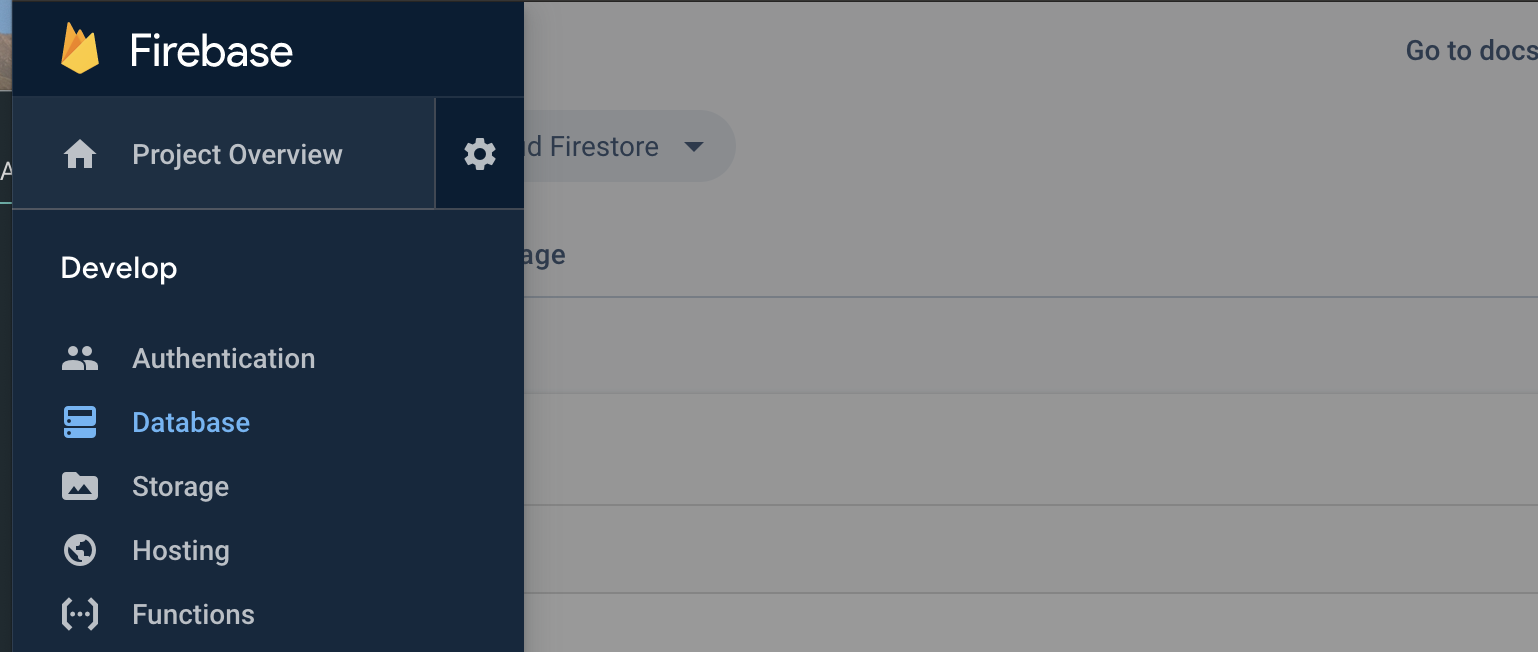 Firebase
Go to docs
Project Overview
d Firestore
age
Develop
Authentication
Database
Storage
Hosting
Functions